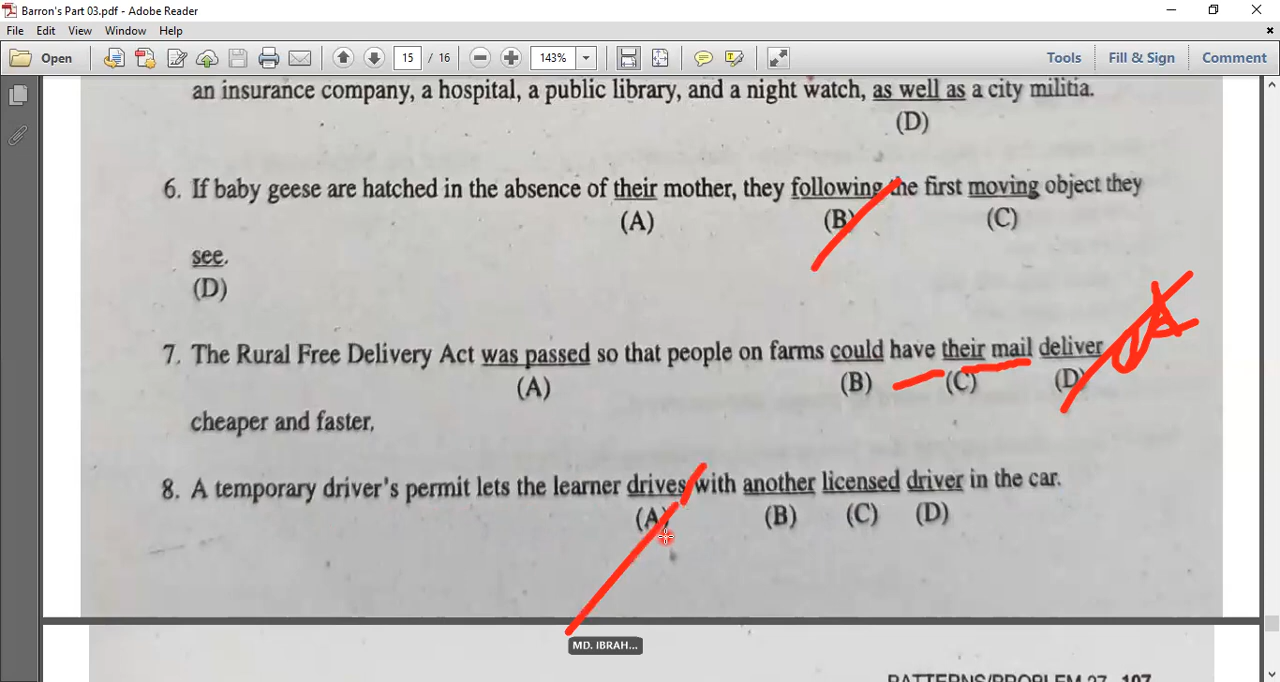 Barron's Part 03.pdf - Adobe Reader
File Edit View Window Help
Open 15 / 16 143% Tools Fill & Sign Comment
an insurance company, a hospital, a public library, and a night watch, as well as a city militia.
(D)
6. If baby geese are hatched in the absence of their mother, they following the first moving object they
(A) (B) (C)
see.
(D)
7. The Rural Free Delivery Act was passed so that people on farms could have their mail deliver
(A) (B) (C) (D)
cheaper and faster,
8. A temporary driver's permit lets the learner drives with another licensed driver in the car.
(A) (B) (C) (D)
MD. IBRAH...
PATTERNS/PROBLEM 27 107